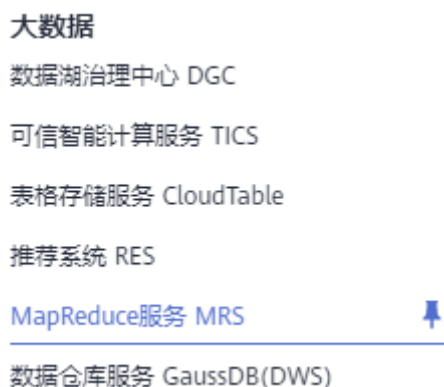 大数据
数据湖治理中心 DGC
可信智能计算服务 TICS
表格存储服务 CloudTable
推荐系统 RES
MapReduce服务 MRS
数据仓库服务 GaussDB(DWS)